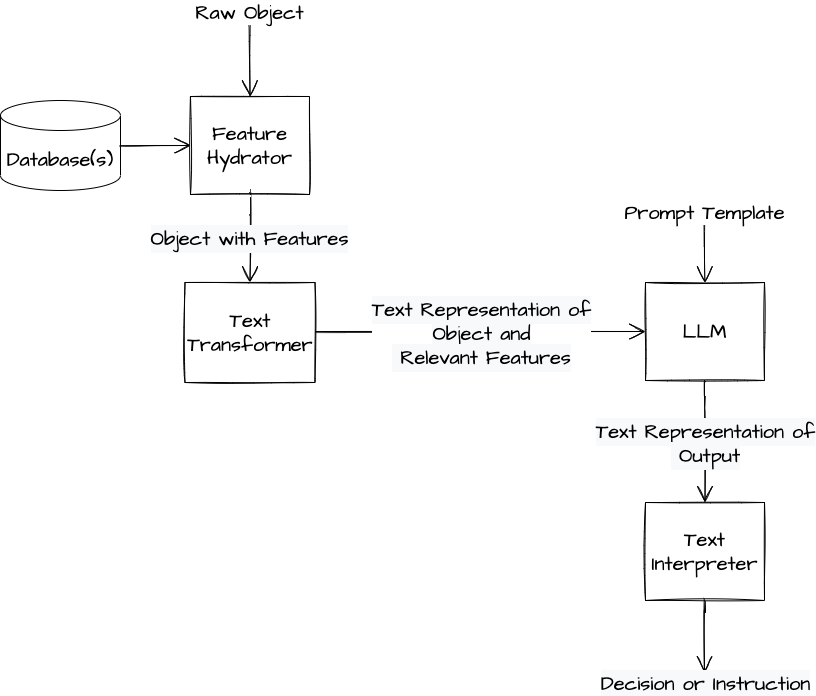 Raw Object
Feature
Hydrator
Database(s)
Object with Features
Prompt Template
Text
Transformer
Text Representation of
Object and
Relevant Features
LLM
Text Representation of
Output
Text
Interpreter
Decision or Instruction